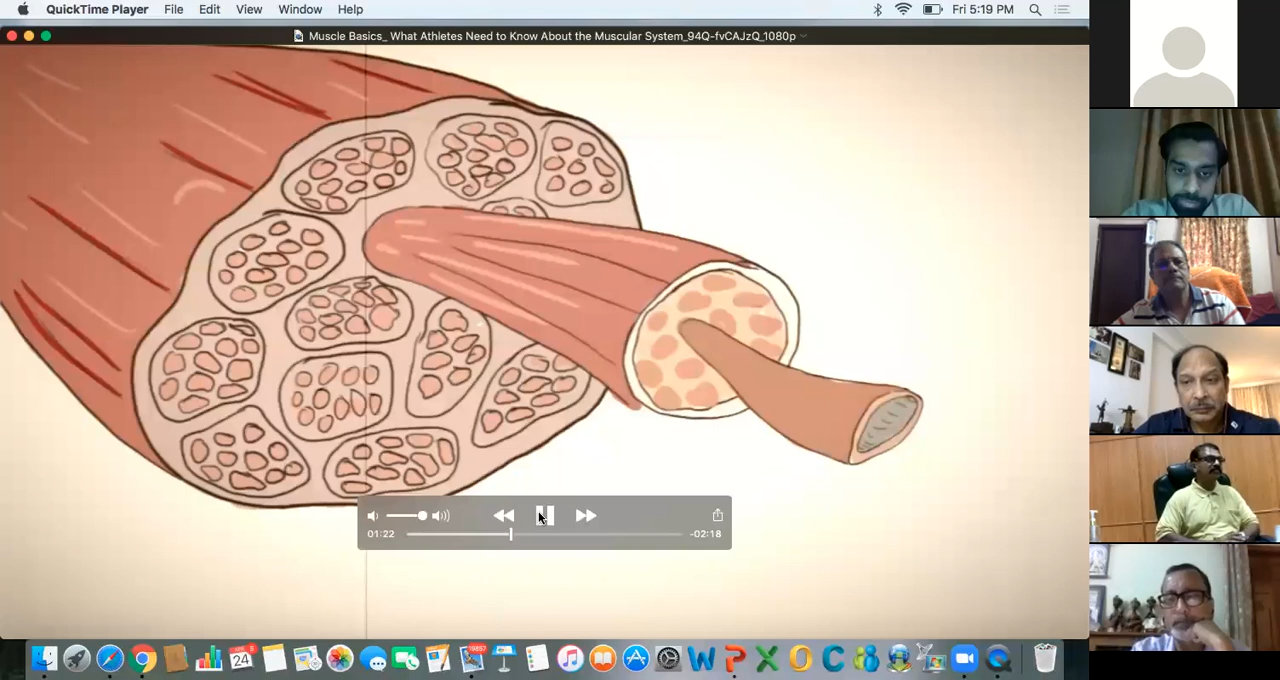 QuickTime Player File Edit View Window Help Fri 5:19 PM
Muscle Basics_ What Athletes Need to Know About the Muscular System_94Q-fvCAJzQ_1080p
01:22 -02:18
24